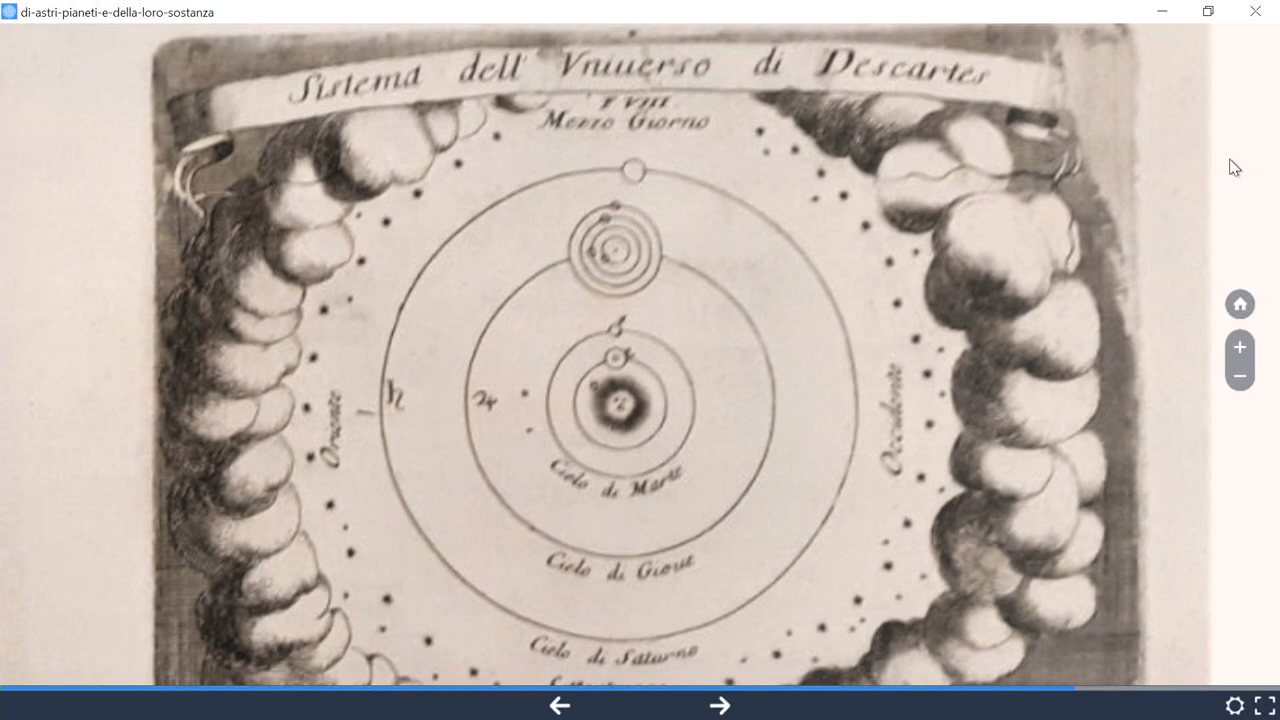 di-astri-pianeti-e-della-loro-sostanza
Sistema dell' Vniuerso di Descartes
Mezzo Giorno
♄
♃
Oriente
Occidente
Cielo di Marte
Cielo di Gioue
Cielo di Saturno